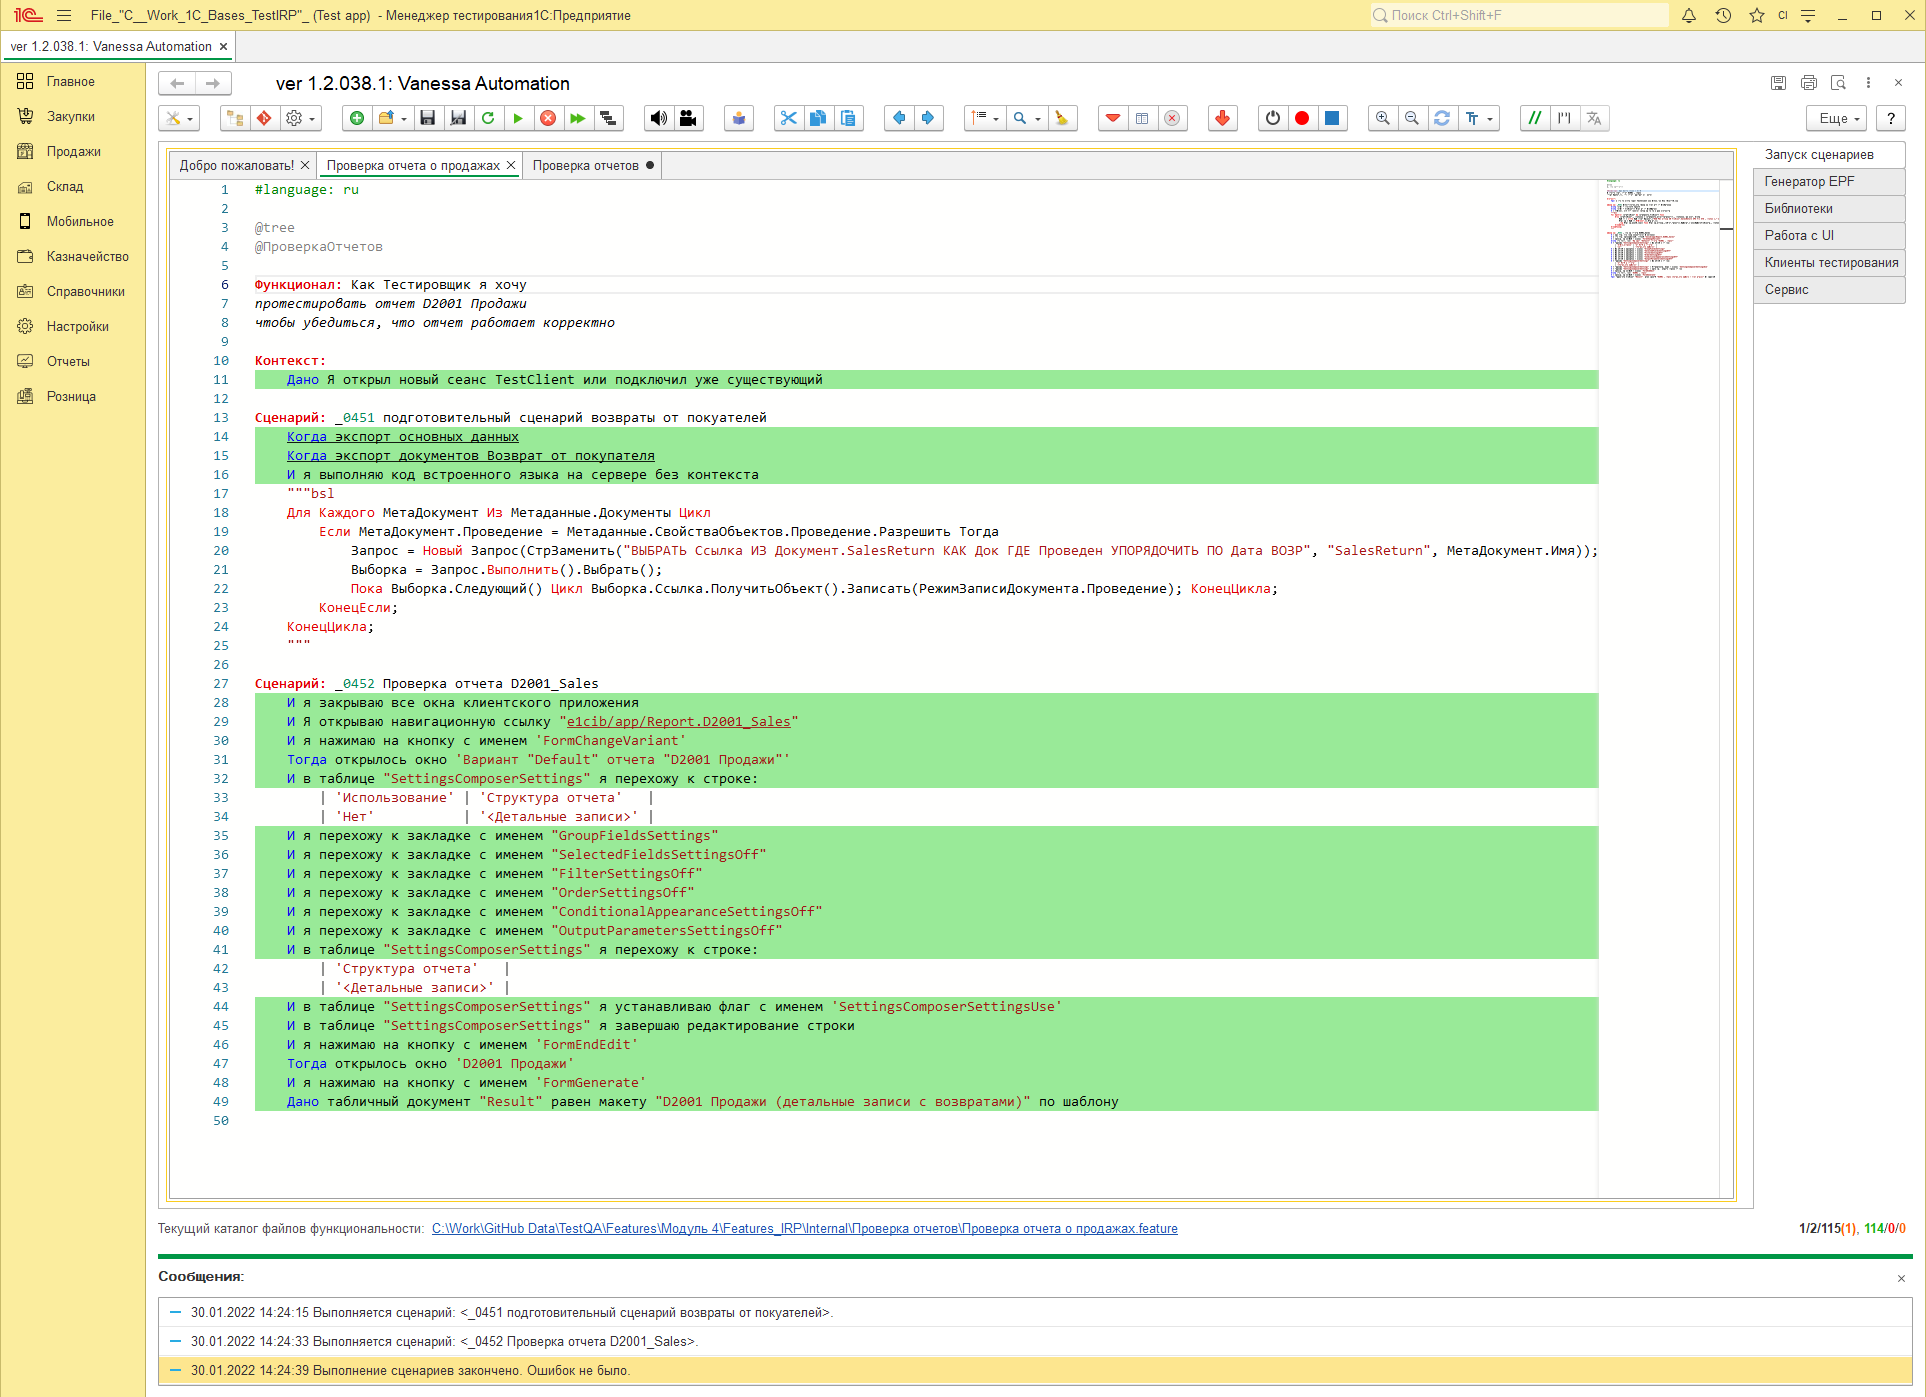 File_"C__Work_1C_Bases_TestIRP"_ (Test app) - Менеджер тестирования1С:Предприятие
Поиск Ctrl+Shift+F
CI
ver 1.2.038.1: Vanessa Automation
Главное
Закупки
Продажи
Склад
Мобильное
Казначейство
Справочники
Настройки
Отчеты
Розница
ver 1.2.038.1: Vanessa Automation
Еще
?
Добро пожаловать!
Проверка отчета о продажах
Проверка отчетов
Запуск сценариев
Генератор EPF
Библиотеки
Работа с UI
Клиенты тестирования
Сервис
1 #language: ru
2
3 @tree
4 @ПроверкаОтчетов
5
6 Функционал: Как Тестировщик я хочу
7 протестировать отчет D2001 Продажи
8 чтобы убедиться, что отчет работает корректно
9
10 Контекст:
11 Дано Я открыл новый сеанс TestClient или подключил уже существующий
12
13 Сценарий: _0451 подготовительный сценарий возвраты от покуателей
14 Когда экспорт основных данных
15 Когда экспорт документов Возврат от покупателя
16 И я выполняю код встроенного языка на сервере без контекста
17 """bsl
18 Для Каждого МетаДокумент Из Метаданные.Документы Цикл
19 Если МетаДокумент.Проведение = Метаданные.СвойстваОбъектов.Проведение.Разрешить Тогда
20 Запрос = Новый Запрос(СтрЗаменить("ВЫБРАТЬ Ссылка ИЗ Документ.SalesReturn КАК Док ГДЕ Проведен УПОРЯДОЧИТЬ ПО Дата ВОЗР", "SalesReturn", МетаДокумент.Имя));
21 Выборка = Запрос.Выполнить().Выбрать();
22 Пока Выборка.Следующий() Цикл Выборка.Ссылка.ПолучитьОбъект().Записать(РежимЗаписиДокумента.Проведение); КонецЦикла;
23 КонецЕсли;
24 КонецЦикла;
25 """
26
27 Сценарий: _0452 Проверка отчета D2001_Sales
28 И я закрываю все окна клиентского приложения
29 И Я открываю навигационную ссылку "e1cib/app/Report.D2001_Sales"
30 И я нажимаю на кнопку с именем 'FormChangeVariant'
31 Тогда открылось окно 'Вариант "Default" отчета "D2001 Продажи"'
32 И в таблице "SettingsComposerSettings" я перехожу к строке:
33 | 'Использование' | 'Структура отчета' |
34 | 'Нет' | '<Детальные записи>' |
35 И я перехожу к закладке с именем "GroupFieldsSettings"
36 И я перехожу к закладке с именем "SelectedFieldsSettingsOff"
37 И я перехожу к закладке с именем "FilterSettingsOff"
38 И я перехожу к закладке с именем "OrderSettingsOff"
39 И я перехожу к закладке с именем "ConditionalAppearanceSettingsOff"
40 И я перехожу к закладке с именем "OutputParametersSettingsOff"
41 И в таблице "SettingsComposerSettings" я перехожу к строке:
42 | 'Структура отчета' |
43 | '<Детальные записи>' |
44 И в таблице "SettingsComposerSettings" я устанавливаю флаг с именем 'SettingsComposerSettingsUse'
45 И в таблице "SettingsComposerSettings" я завершаю редактирование строки
46 И я нажимаю на кнопку с именем 'FormEndEdit'
47 Тогда открылось окно 'D2001 Продажи'
48 И я нажимаю на кнопку с именем 'FormGenerate'
49 Дано табличный документ "Result" равен макету "D2001 Продажи (детальные записи с возвратами)" по шаблону
50
Текущий каталог файлов функциональности: C:\Work\GitHub Data\TestQA\Features\Модуль 4\Features_IRP\Internal\Проверка отчетов\Проверка отчета о продажах.feature
1/2/115(1), 114/0/0
Сообщения:
30.01.2022 14:24:15 Выполняется сценарий: <_0451 подготовительный сценарий возвраты от покуателей>.
30.01.2022 14:24:33 Выполняется сценарий: <_0452 Проверка отчета D2001_Sales>.
30.01.2022 14:24:39 Выполнение сценариев закончено. Ошибок не было.